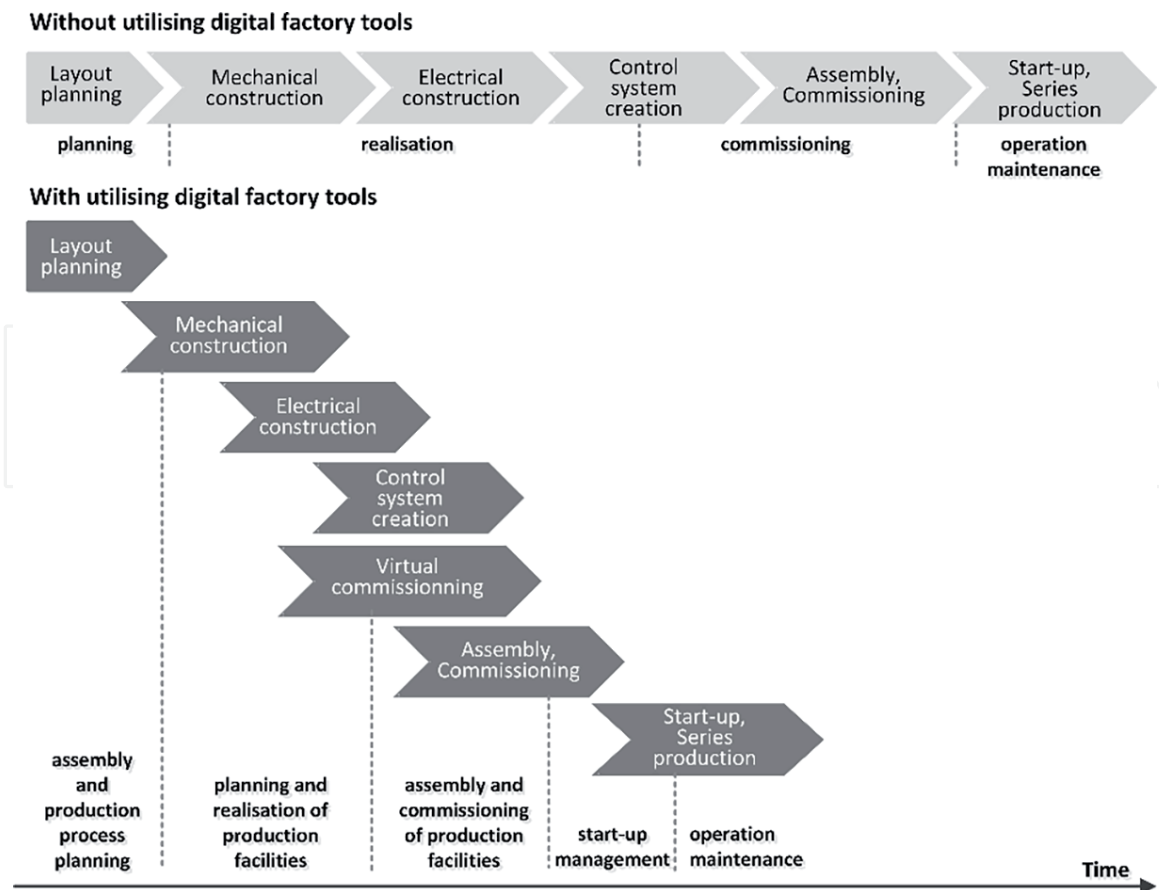 Without utilising digital factory tools
Layout
planning
Mechanical
construction
Electrical
construction
Control
system
creation
Assembly,
Commissioning
Start-up,
Series
production
planning
realisation
commissioning
operation
maintenance
With utilising digital factory tools
Layout
planning
Mechanical
construction
Electrical
construction
Control
system
creation
Virtual
commissionning
Assembly,
Commissioning
Start-up,
Series
production
assembly
and
production
process
planning
planning and
realisation of
production
facilities
assembly and
commissioning
of production
facilities
start-up
management
operation
maintenance
Time